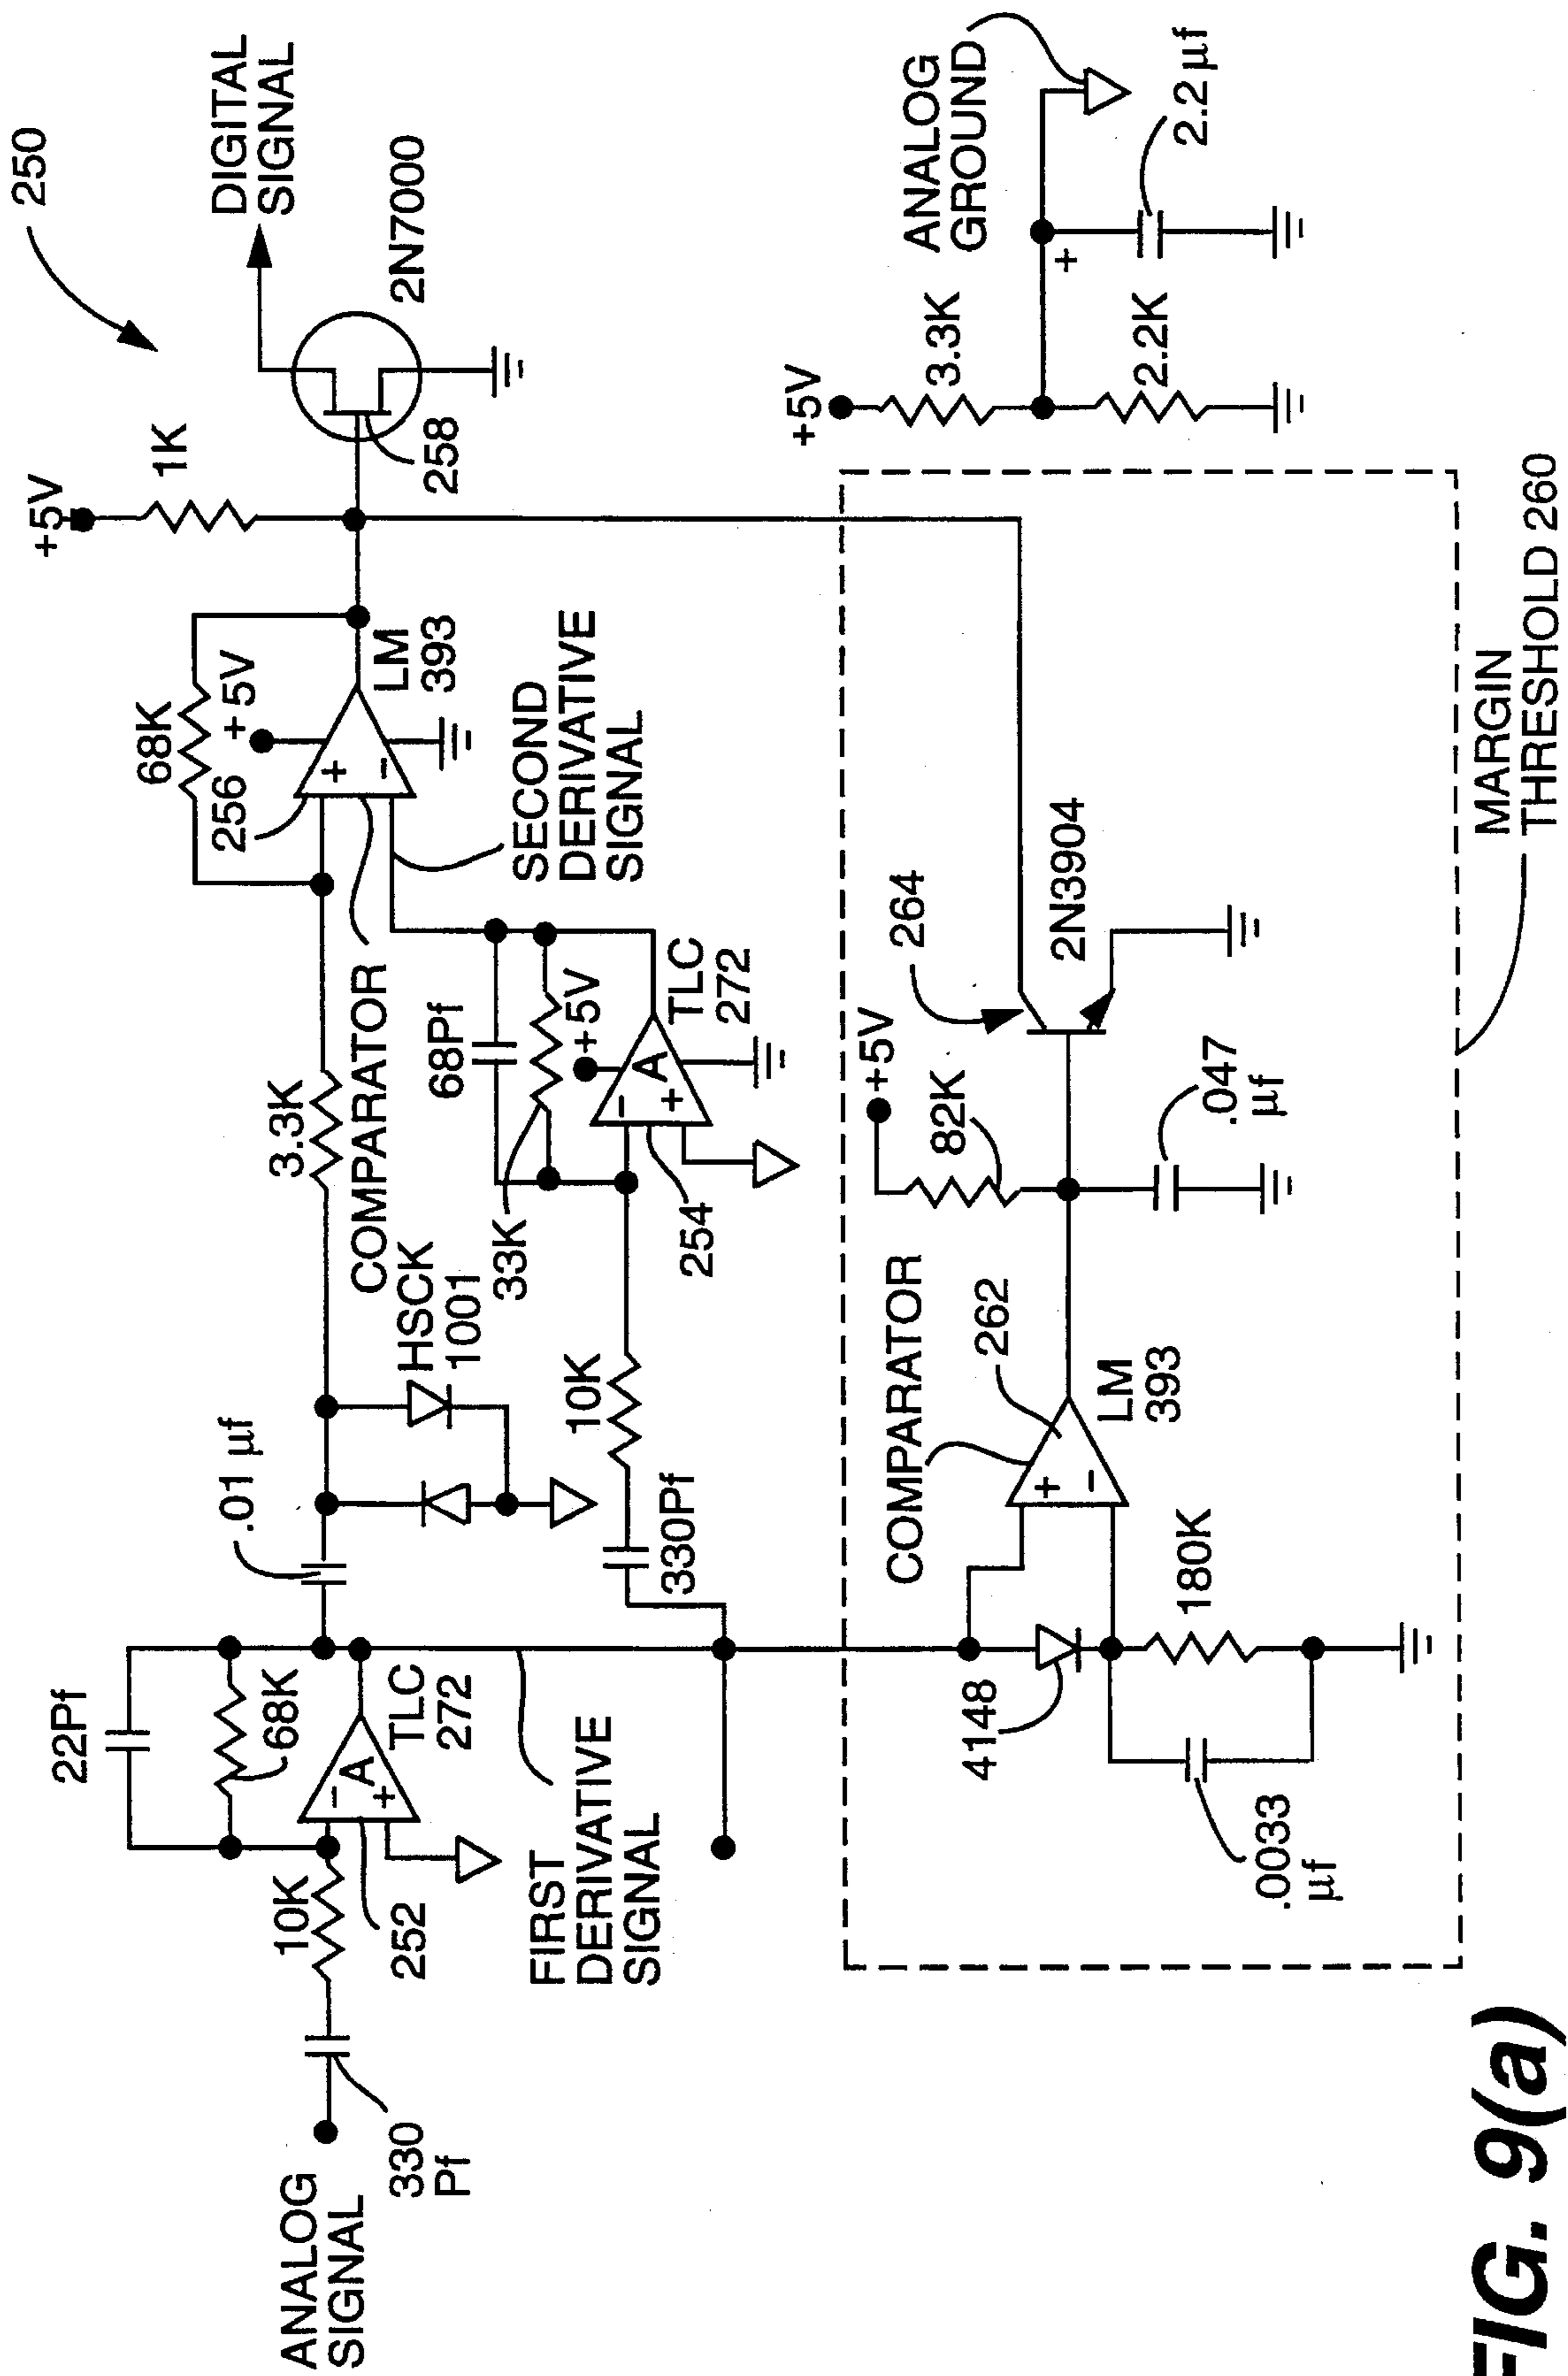 250
DIGITAL
SIGNAL
+5V
1K
2N7000
258
68K
+5V
256
+
−
LM
393
COMPARATOR
SECOND
DERIVATIVE
SIGNAL
3.3K
.01 µf
HSCK
1001
22Pf
68K
−
A
+
TLC
272
10K
252
330
Pf
ANALOG
SIGNAL
FIRST
DERIVATIVE
SIGNAL
330Pf
10K
33K
68Pf
+5V
−
A
+
TLC
272
254
+5V
3.3K
2.2K
+
ANALOG
GROUND
2.2 µf
COMPARATOR
262
+
−
LM
393
4148
180K
.0033
µf
+5V
82K
.047
µf
264
2N3904
MARGIN
THRESHOLD 260
FIG. 9(a)